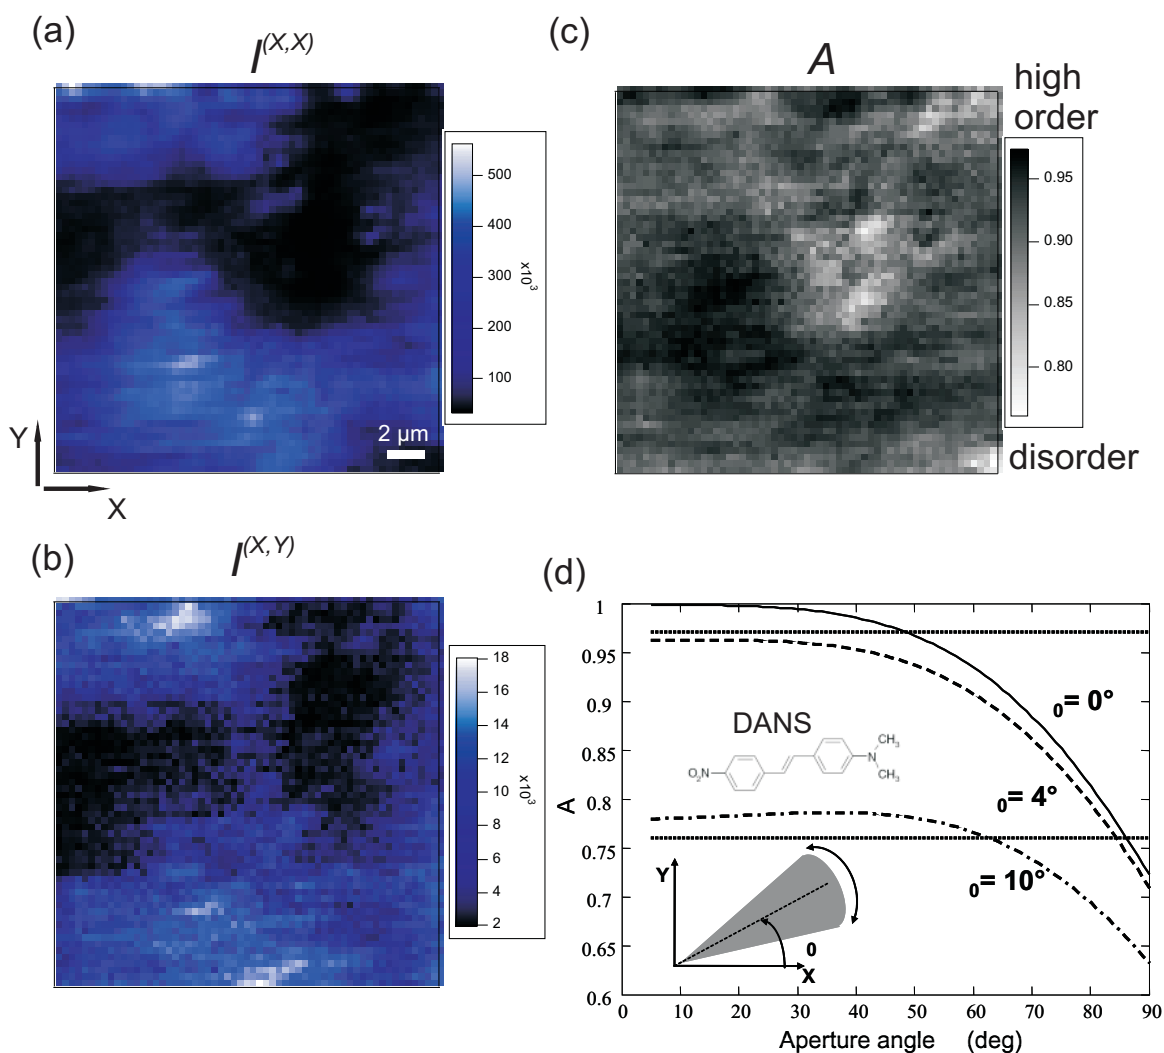 (a)
I(X,X)
500
400
300
200
100
x10³
2 µm
Y
X
(b)
I(X,Y)
18
16
14
12
10
8
6
4
2
x10³
(c)
A
high
order
0.95
0.90
0.85
0.80
disorder
(d)
1
0.95
0.9
0.85
0.8
0.75
0.7
0.65
0.6
A
0 10 20 30 40 50 60 70 80 90
Aperture angle (deg)
DANS
O₂N
N
CH₃
CH₃
₀= 0°
₀= 4°
₀= 10°
Y
0
X